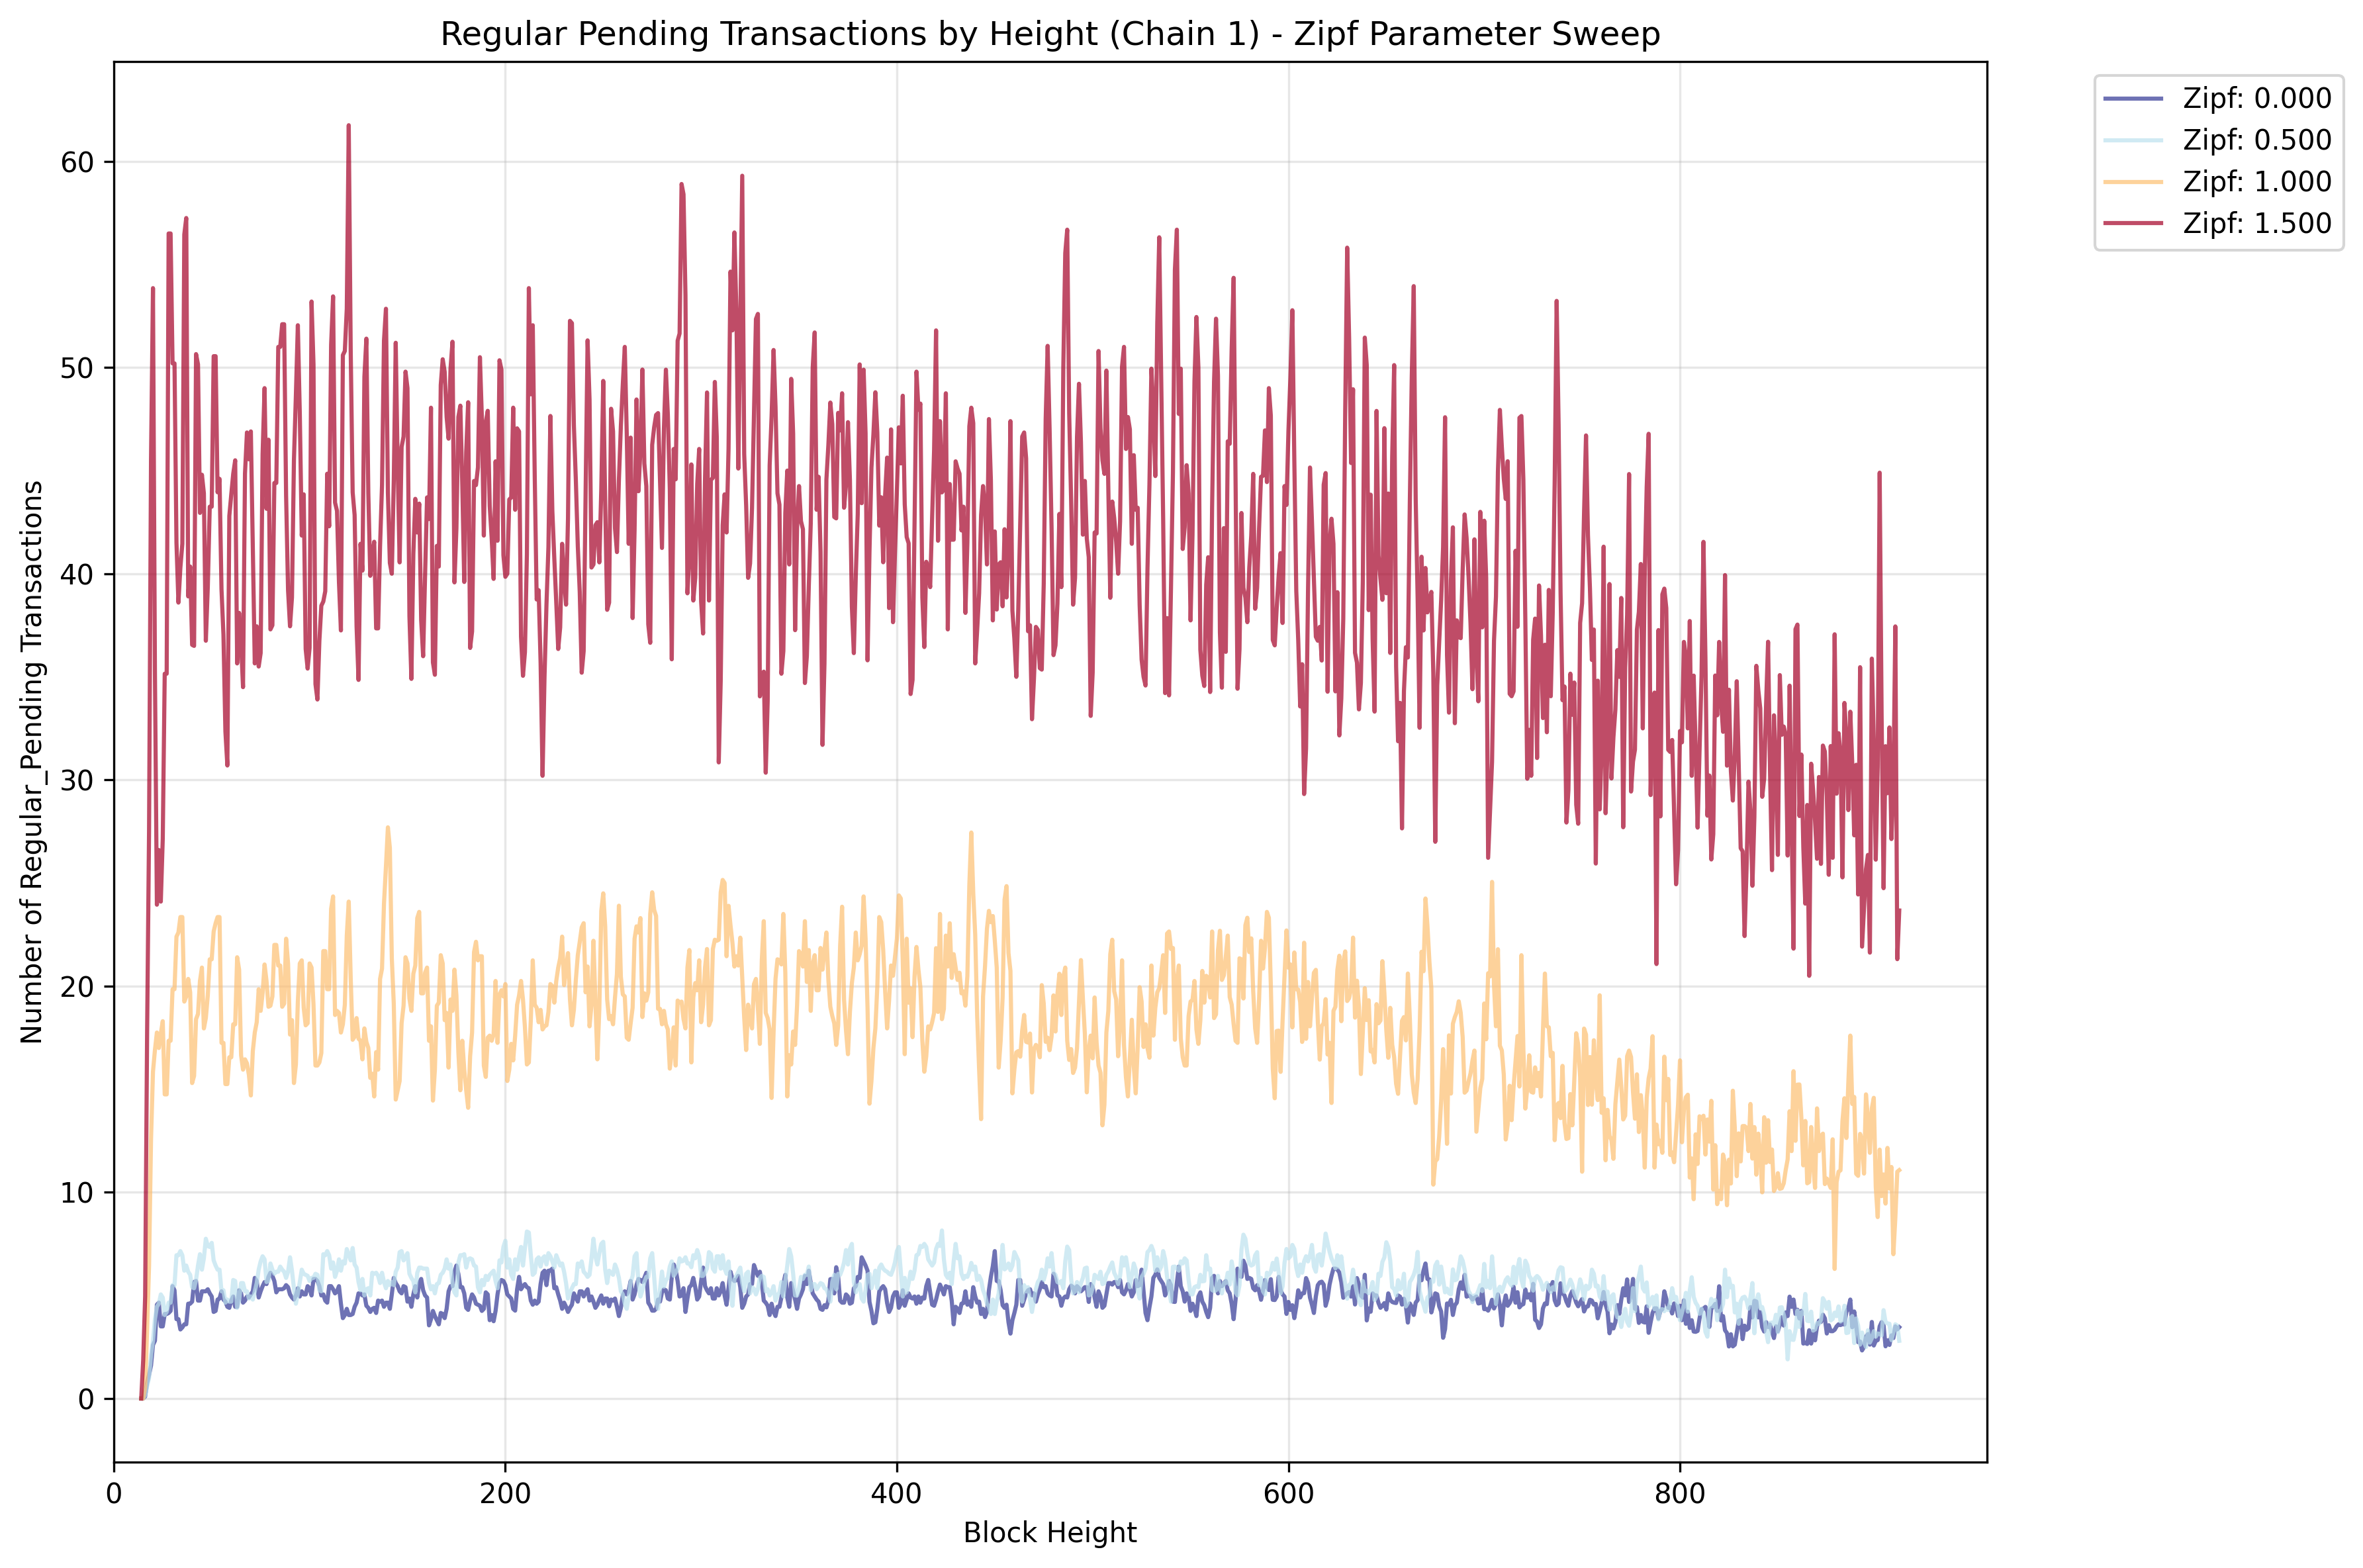 Regular Pending Transactions by Height (Chain 1) - Zipf Parameter Sweep
Zipf: 0.000
Zipf: 0.500
Zipf: 1.000
Zipf: 1.500
Number of Regular_Pending Transactions
60
50
40
30
20
10
0
0 200 400 600 800
Block Height